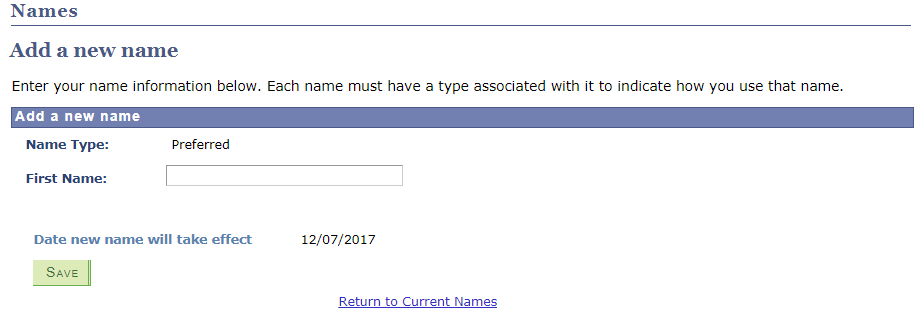 Names
Add a new name
Enter your name information below. Each name must have a type associated with it to indicate how you use that name.
Add a new name
Name Type: Preferred
First Name:
Date new name will take effect 12/07/2017
Save
Return to Current Names